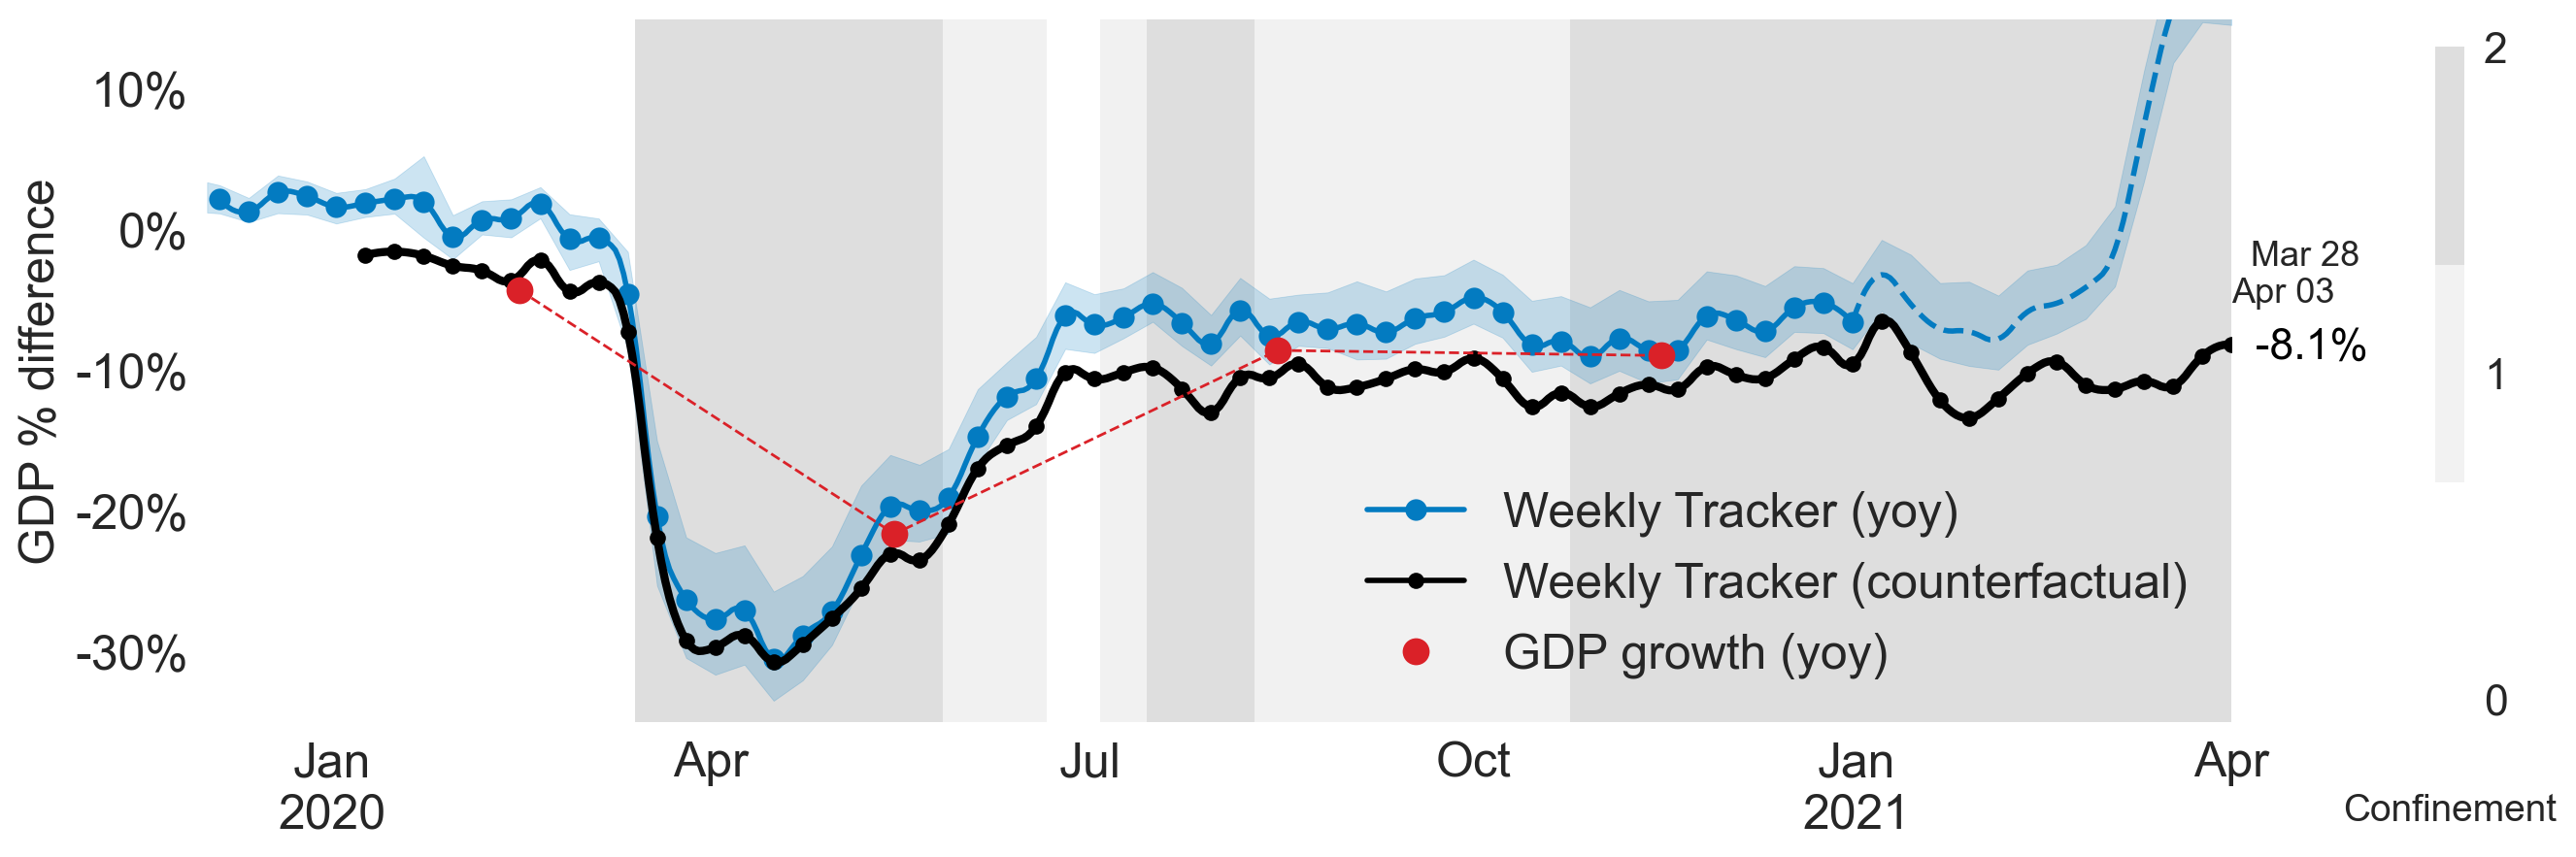 GDP % difference
10%
0%
-10%
-20%
-30%
Jan
2020
Apr
Jul
Oct
Jan
2021
Apr
Weekly Tracker (yoy)
Weekly Tracker (counterfactual)
GDP growth (yoy)
Mar 28
Apr 03
-8.1%
2
1
0
Confinement